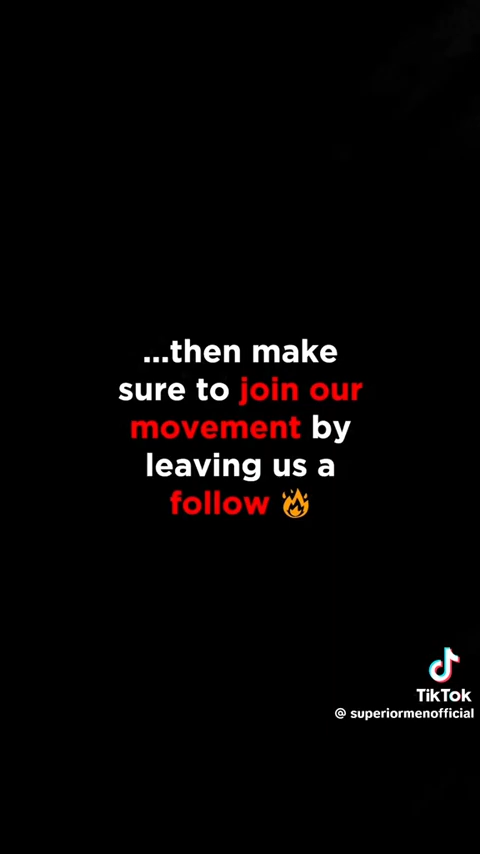 ...then make
sure to join our
movement by
leaving us a
follow 🔥
TikTok
@ superiormenofficial